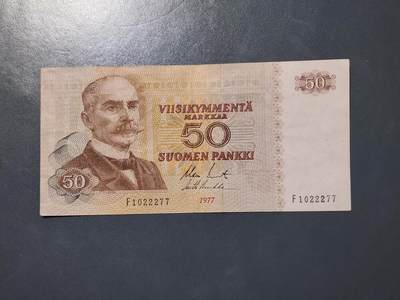 50
VIISIKYMMENTÄ
MARKKAA
50
SUOMEN PANKKI
50
1977
F1022277
F1022277